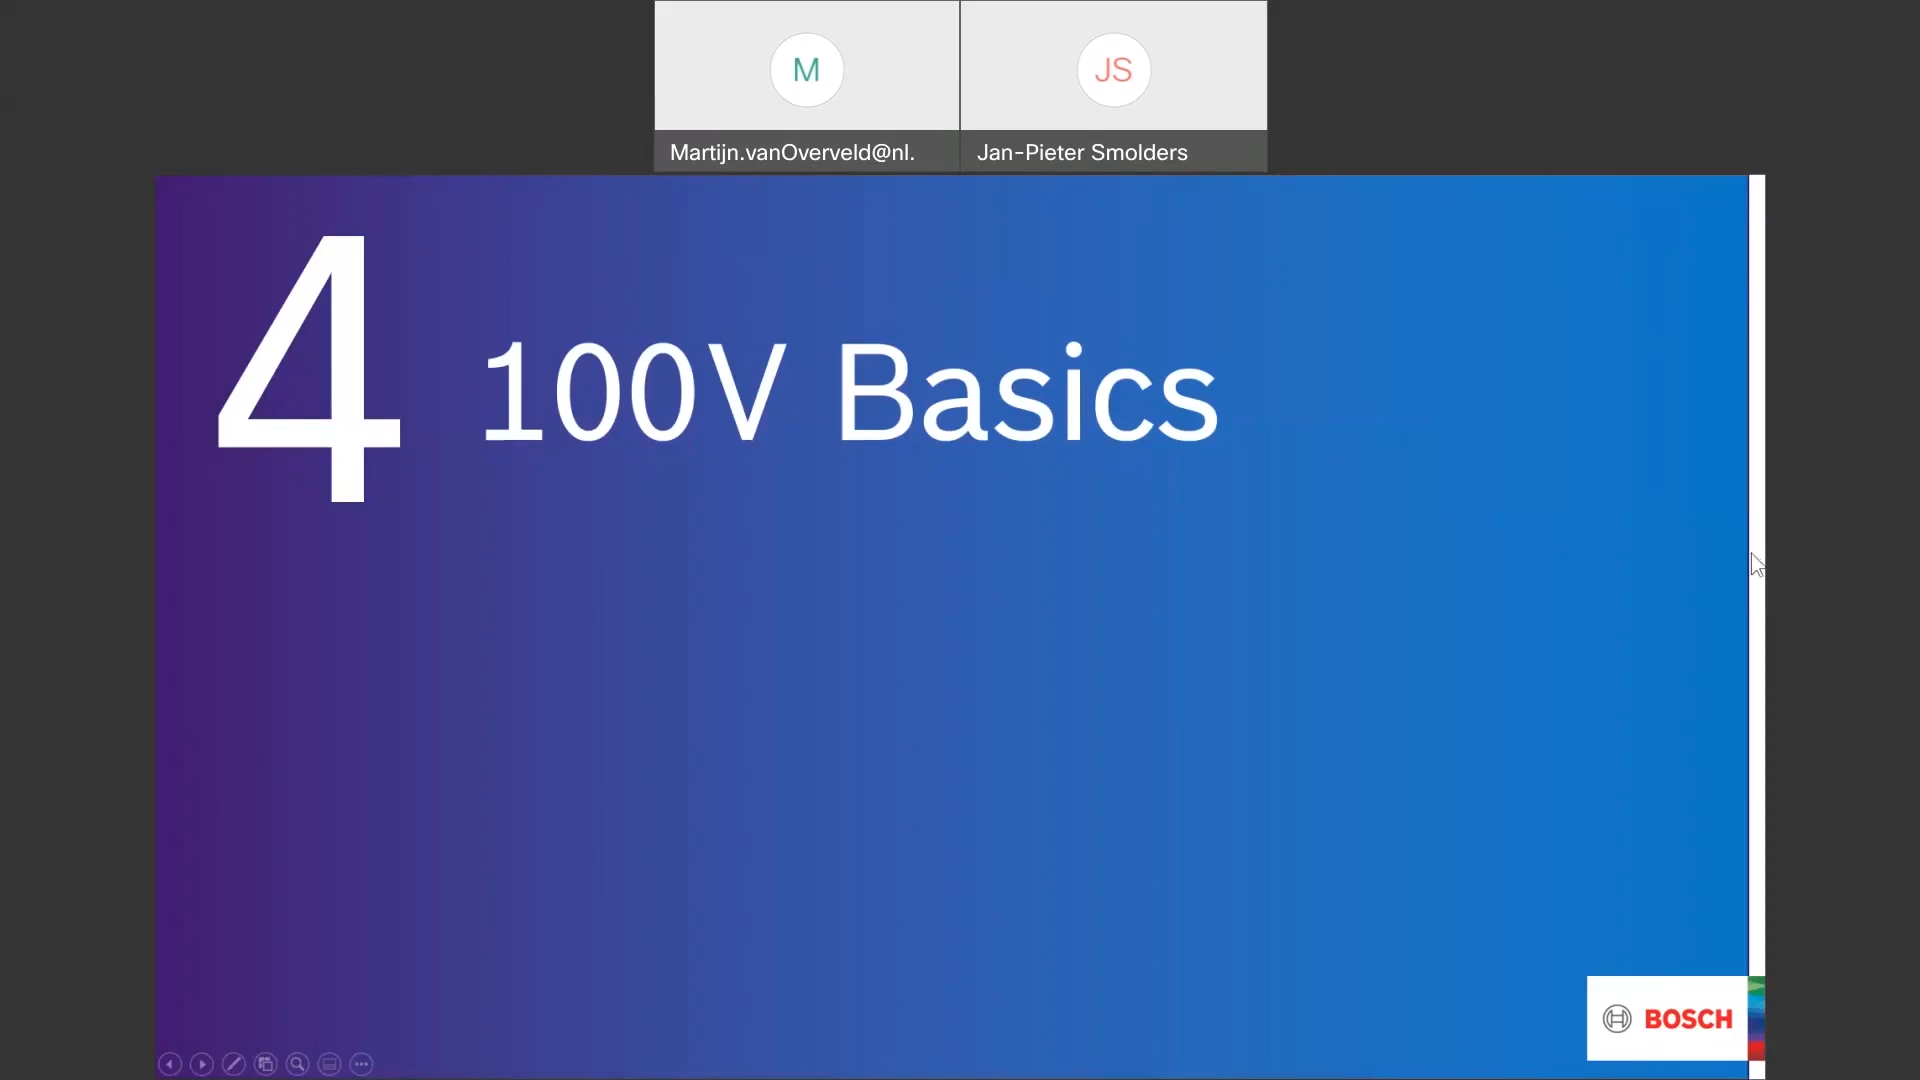 M
JS
Martijn.vanOverveld@nl.
Jan-Pieter Smolders
4
100V Basics
BOSCH